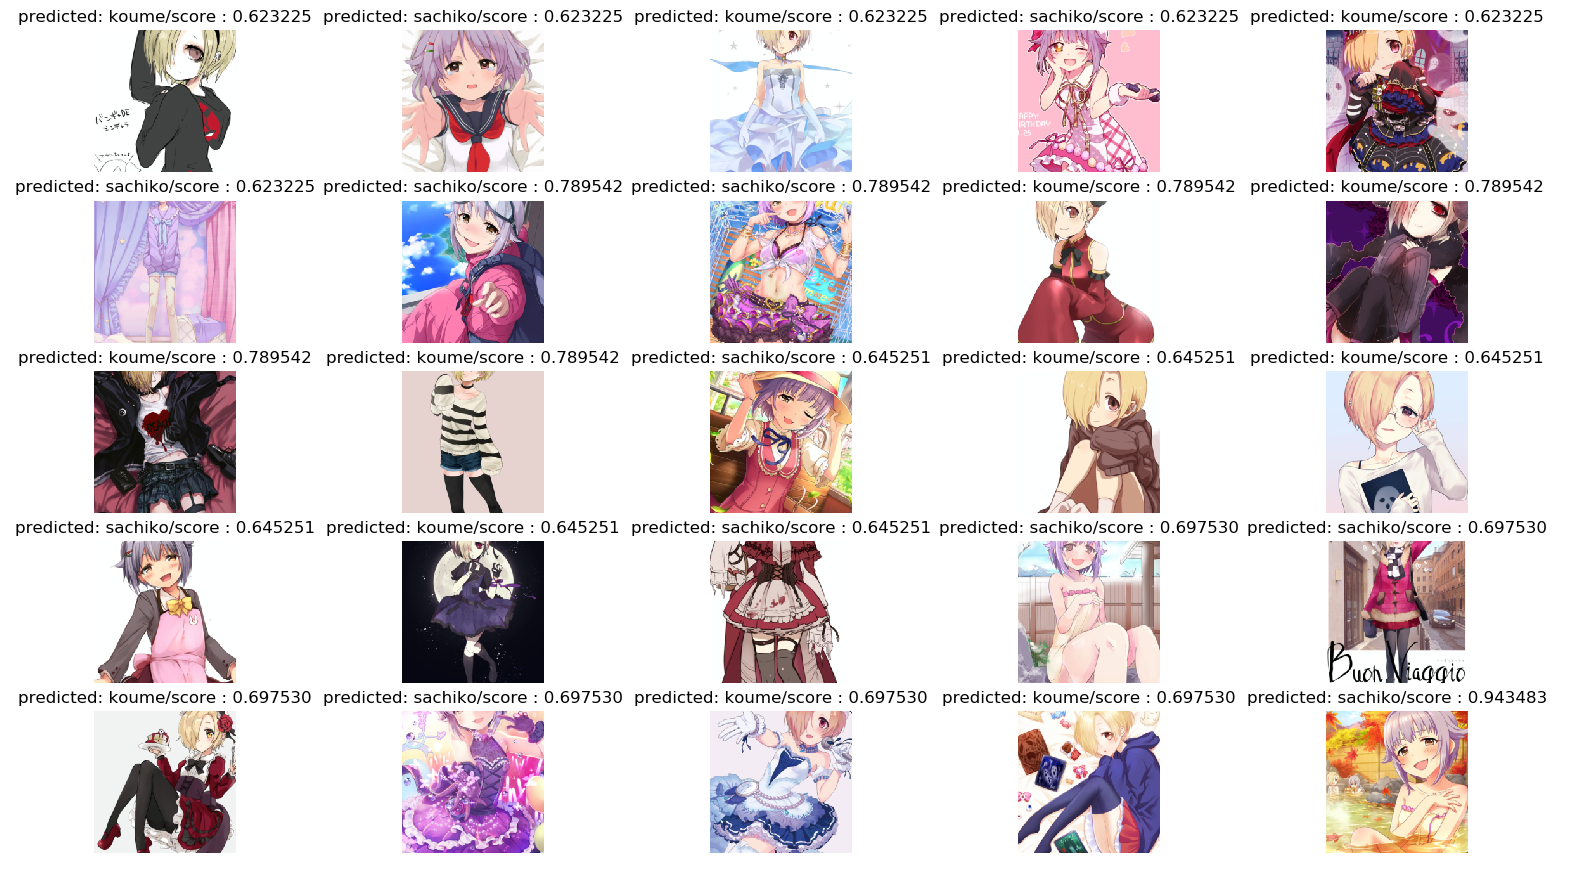 predicted: koume/score : 0.623225
predicted: sachiko/score : 0.623225
predicted: koume/score : 0.623225
predicted: sachiko/score : 0.623225
predicted: koume/score : 0.623225
HAPPY
BIRTHDAY
predicted: sachiko/score : 0.623225
predicted: sachiko/score : 0.789542
predicted: sachiko/score : 0.789542
predicted: koume/score : 0.789542
predicted: koume/score : 0.789542
predicted: koume/score : 0.789542
predicted: koume/score : 0.789542
predicted: sachiko/score : 0.645251
predicted: koume/score : 0.645251
predicted: koume/score : 0.645251
predicted: sachiko/score : 0.645251
predicted: koume/score : 0.645251
predicted: sachiko/score : 0.645251
predicted: sachiko/score : 0.697530
predicted: sachiko/score : 0.697530
Buon Viaggio
predicted: koume/score : 0.697530
predicted: sachiko/score : 0.697530
predicted: koume/score : 0.697530
predicted: koume/score : 0.697530
predicted: sachiko/score : 0.943483